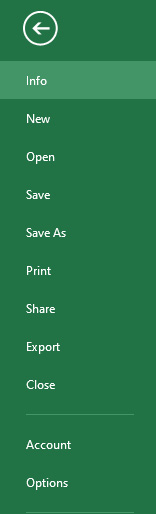 Info
New
Open
Save
Save As
Print
Share
Export
Close
Account
Options